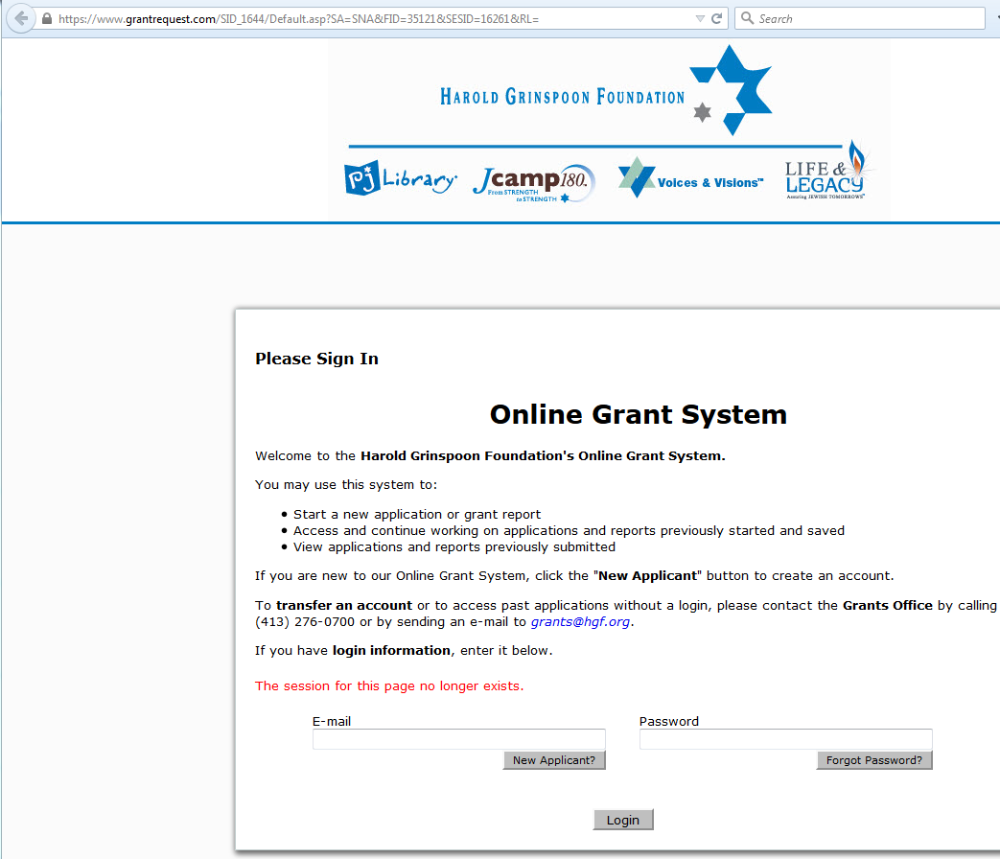 https://www.grantrequest.com/SID_1644/Default.asp?SA=SNA&FID=35121&SESID=16261&RL=
Search
HAROLD GRINSPOON FOUNDATION
PJ Library
Jcamp180.
From STRENGTH
to STRENGTH
Voices & Visions™
LIFE &
LEGACY
Assuring JEWISH TOMORROWS
Please Sign In
Online Grant System
Welcome to the Harold Grinspoon Foundation's Online Grant System.
You may use this system to:
• Start a new application or grant report
• Access and continue working on applications and reports previously started and saved
• View applications and reports previously submitted
If you are new to our Online Grant System, click the "New Applicant" button to create an account.
To transfer an account or to access past applications without a login, please contact the Grants Office by calling
(413) 276-0700 or by sending an e-mail to grants@hgf.org.
If you have login information, enter it below.
The session for this page no longer exists.
E-mail Password
New Applicant? Forgot Password?
Login